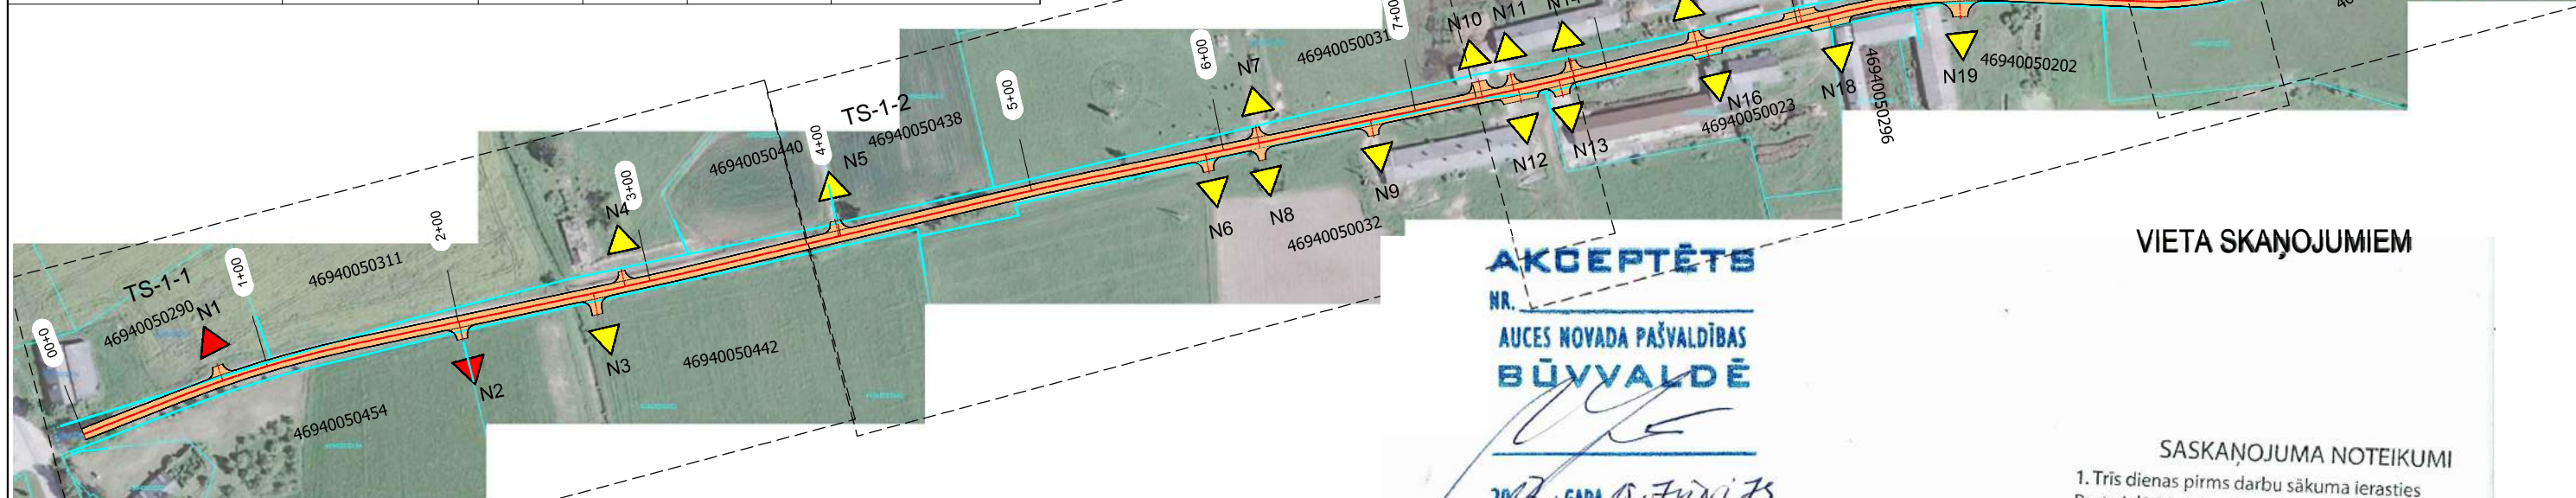 TS-1-1
46940050290
N1
0+00
1+00
46940050311
2+00
N2
46940050454
N3
46940050442
N4
3+00
46940050440
4+00
N5
TS-1-2
46940050438
5+00
6+00
N7
N6
N8
46940050032
46940050031
7+00
N9
N10
N11
N12
N13
N16
46940050023
N18
46940050296
N19
46940050202
VIETA SKAŅOJUMIEM
AKCEPTĒTS
NR.
AUCES NOVADA PAŠVALDĪBAS
BŪVVALDĒ
GADA
SASKAŅOJUMA NOTEIKUMI
1. Trīs dienas pirms darbu sākuma ierasties